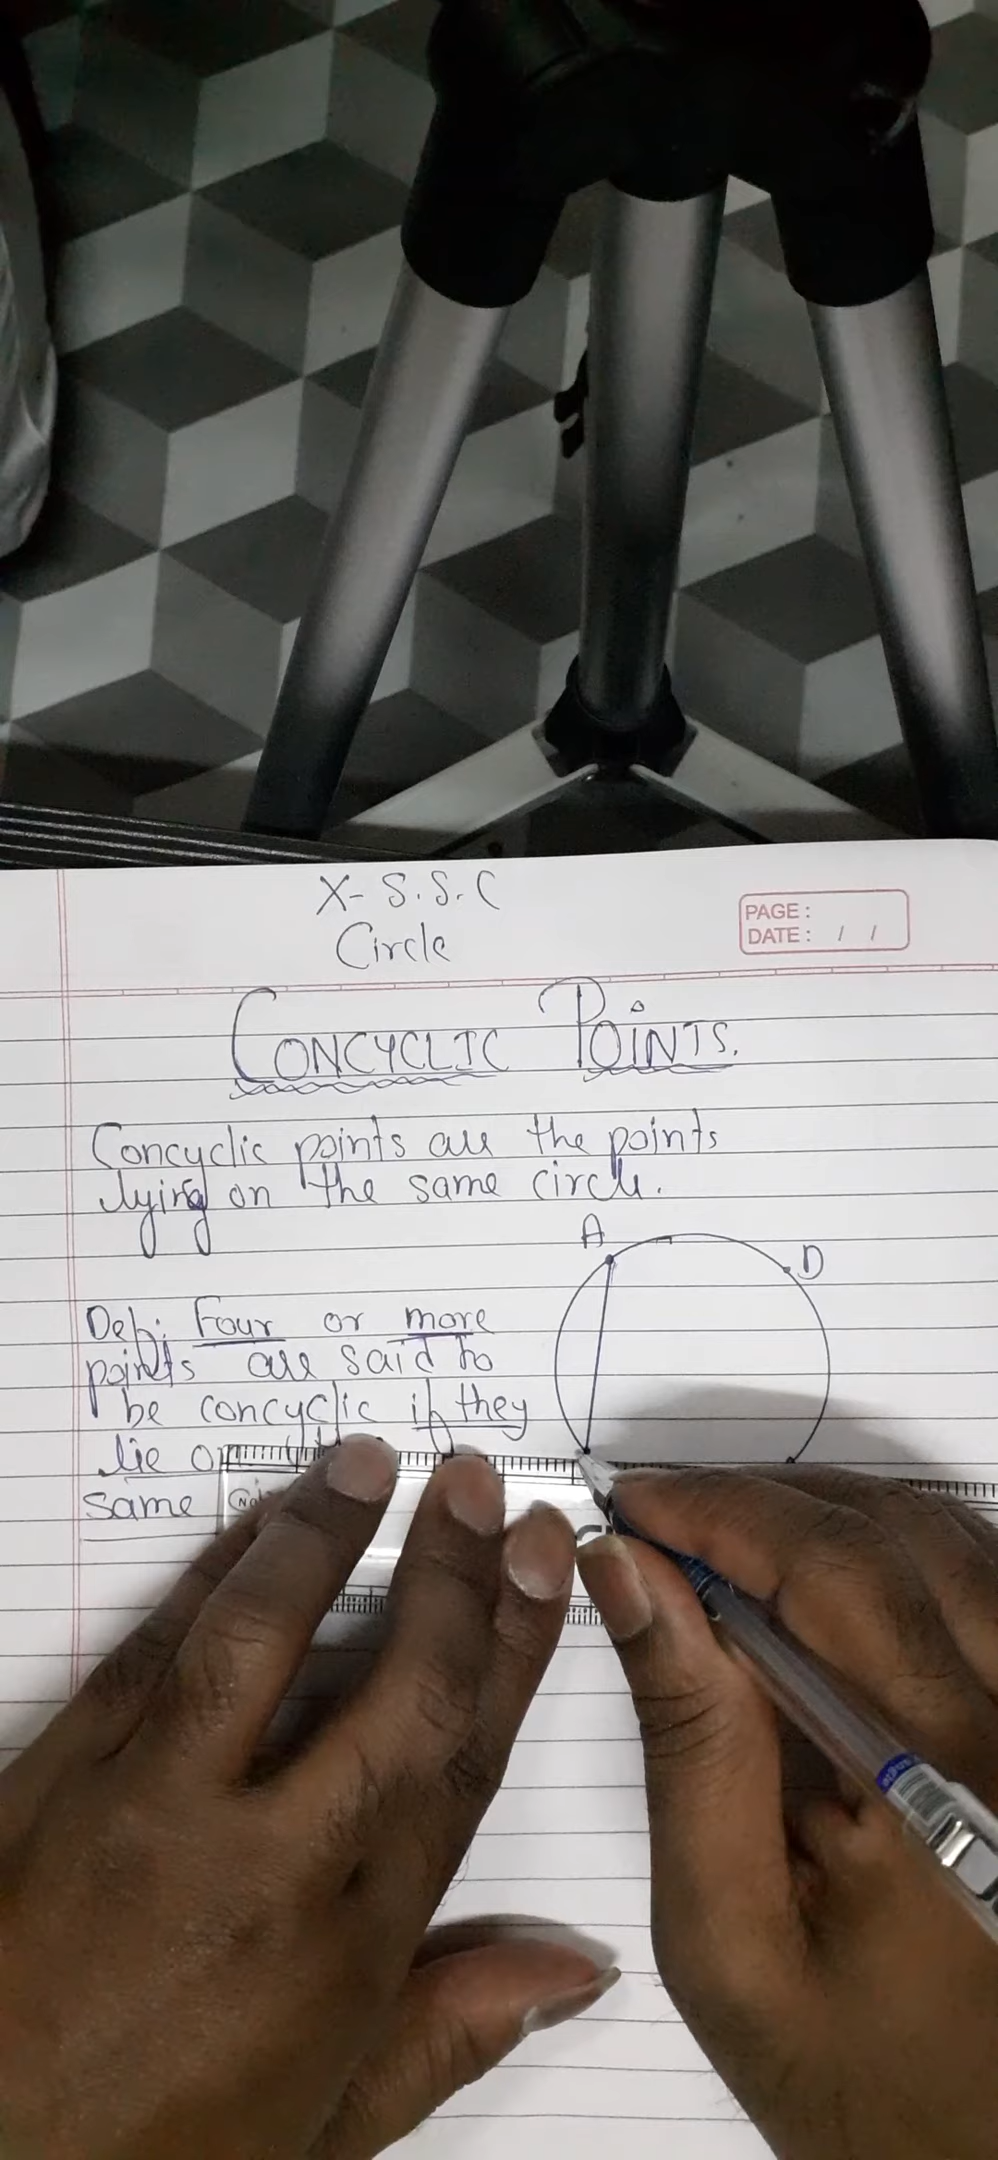 X- S.S.C
Circle
PAGE :
DATE : / /
CONCYCLIC POINTS.
Concyclic points are the points
lying on the same circle.
A
D
Def: Four or more
points are said to
be concyclic if they
lie on
same